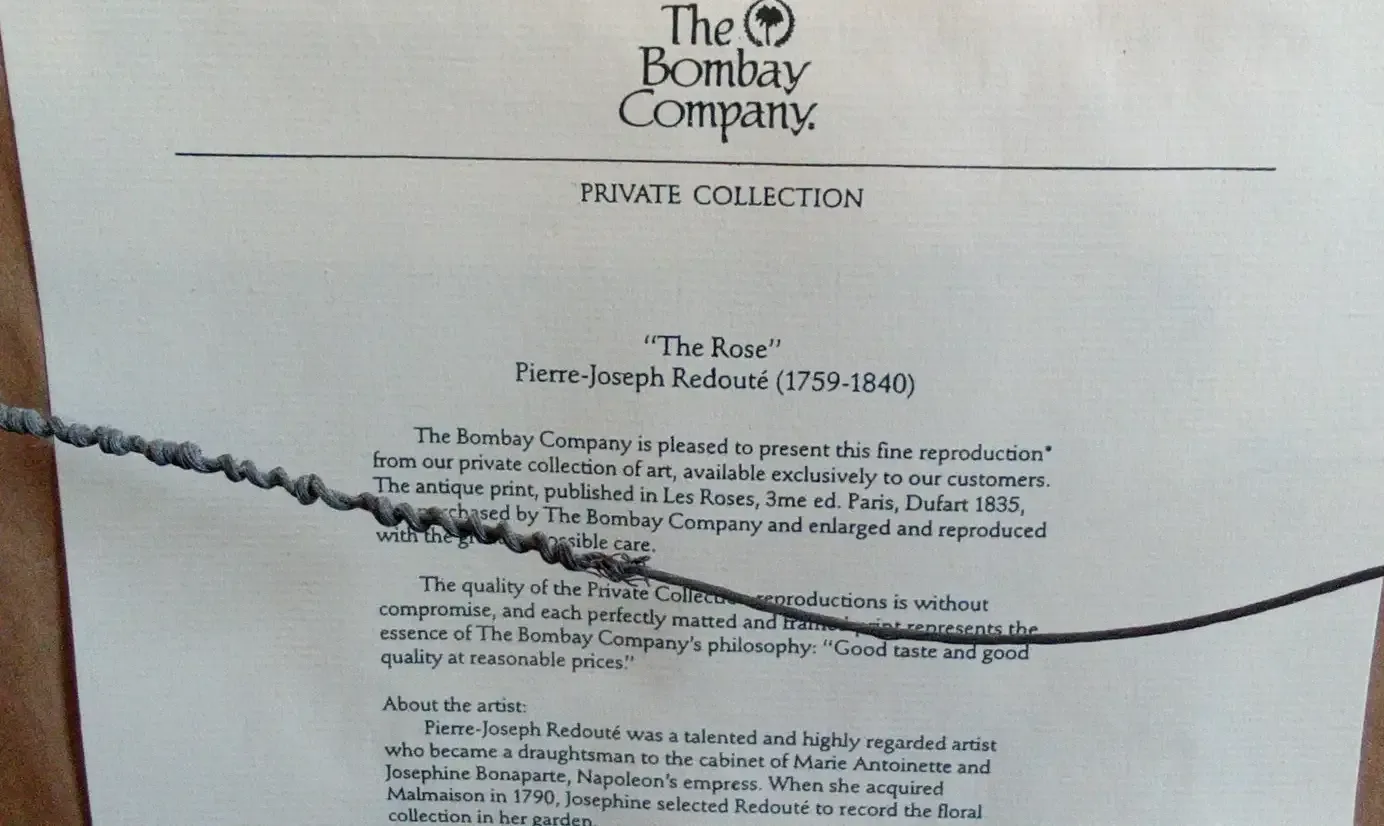 The
Bombay
Company.
PRIVATE COLLECTION
“The Rose”
Pierre-Joseph Redouté (1759-1840)
The Bombay Company is pleased to present this fine reproduction*
from our private collection of art, available exclusively to our customers.
The antique print, published in Les Roses, 3me ed. Paris, Dufart 1835,
by The Bombay Company and enlarged and reproduced
with the care.
The quality of the Private reproductions is without
compromise, and each perfectly matted and represents the
essence of The Bombay Company's philosophy: “Good taste and good
quality at reasonable prices.”
About the artist:
Pierre-Joseph Redouté was a talented and highly regarded artist
who became a draughtsman to the cabinet of Marie Antoinette and
Josephine Bonaparte, Napoleon's empress. When she acquired
Malmaison in 1790, Josephine selected Redouté to record the floral
collection in her garden.